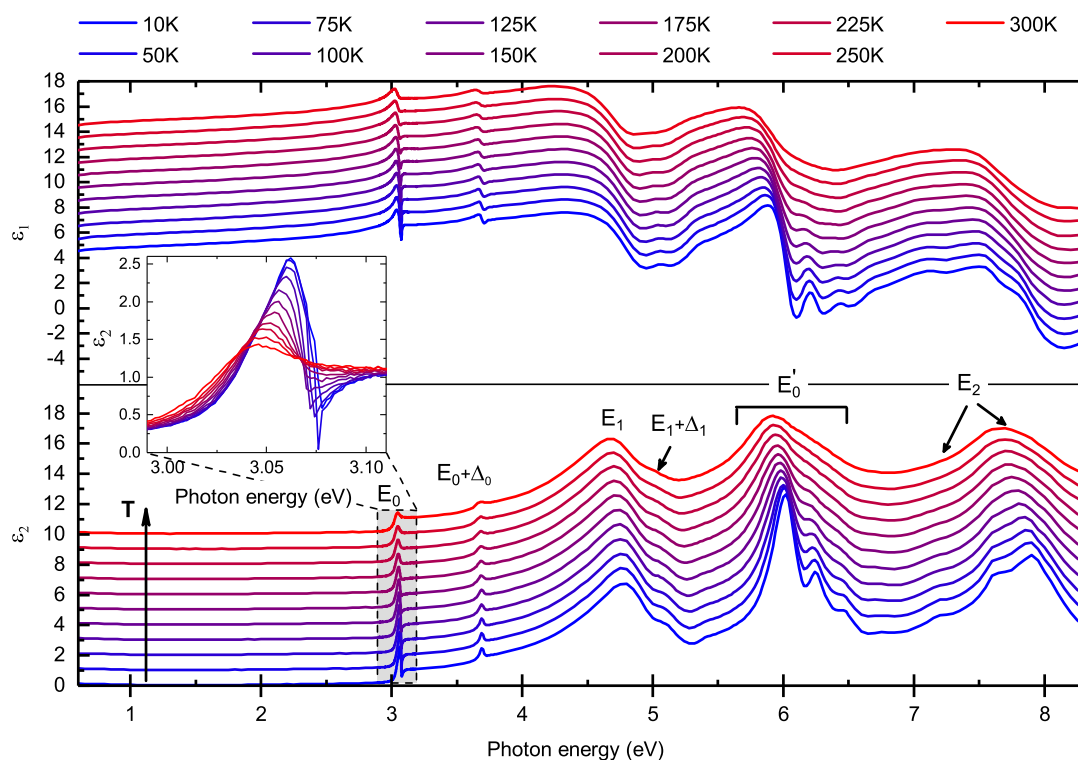 10K 75K 125K 175K 225K 300K
50K 100K 150K 200K 250K
18
16
14
12
10
8
6
4
2
0
-2
-4
ε1
2.5
2.0
1.5
1.0
0.5
0.0
ε2
3.00 3.05 3.10
Photon energy (eV)
18
16
14
12
10
8
6
4
2
0
ε2
T
E0
E0+Δ0
E1
E1+Δ1
E0'
E2
1 2 3 4 5 6 7 8
Photon energy (eV)